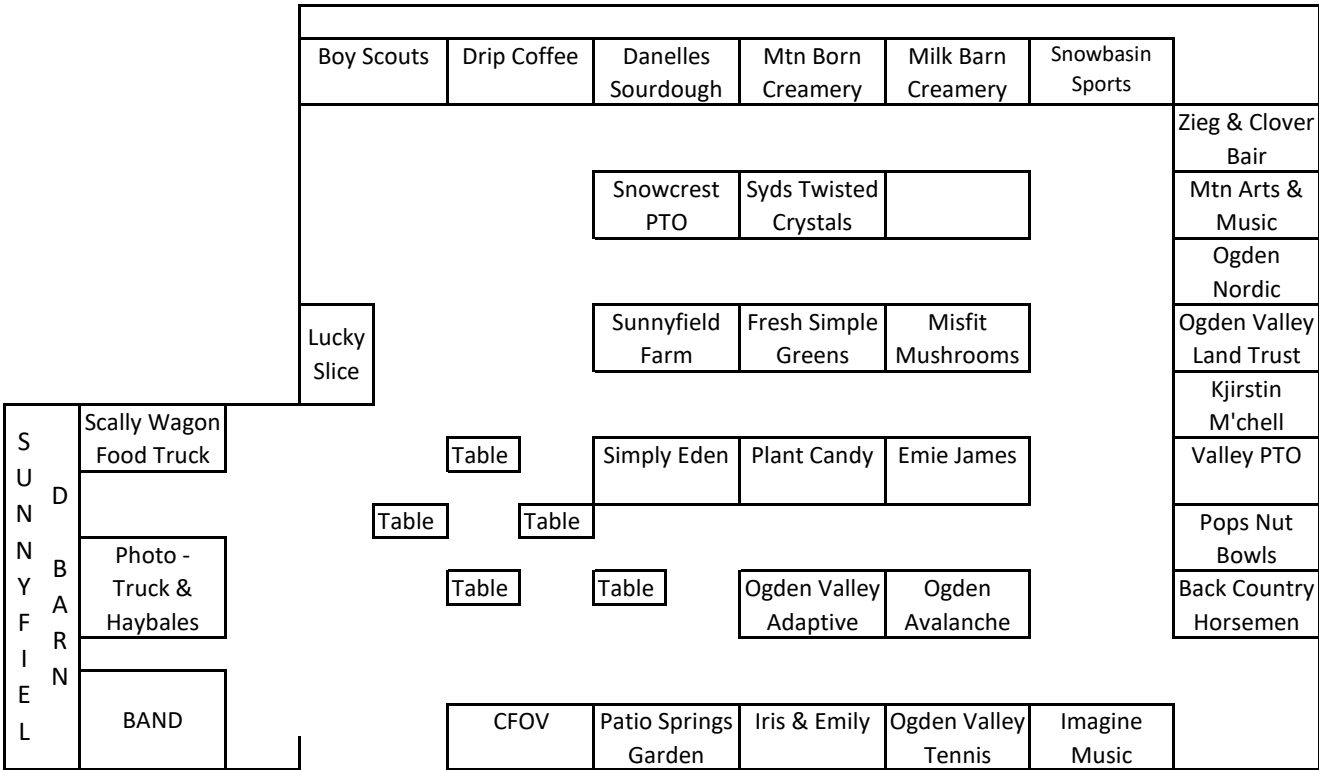 Boy Scouts
Drip Coffee
Danelles
Sourdough
Mtn Born
Creamery
Milk Barn
Creamery
Snowbasin
Sports
Zieg & Clover
Bair
Snowcrest
PTO
Syds Twisted
Crystals
Mtn Arts &
Music
Ogden
Nordic
Lucky
Slice
Sunnyfield
Farm
Fresh Simple
Greens
Misfit
Mushrooms
Ogden Valley
Land Trust
Kjirstin
M'chell
SUNNYFIEL
D BARN
Scally Wagon
Food Truck
Table
Simply Eden
Plant Candy
Emie James
Valley PTO
Table
Table
Pops Nut
Bowls
Photo -
Truck &
Haybales
Table
Table
Ogden Valley
Adaptive
Ogden
Avalanche
Back Country
Horsemen
BAND
CFOV
Patio Springs
Garden
Iris & Emily
Ogden Valley
Tennis
Imagine
Music